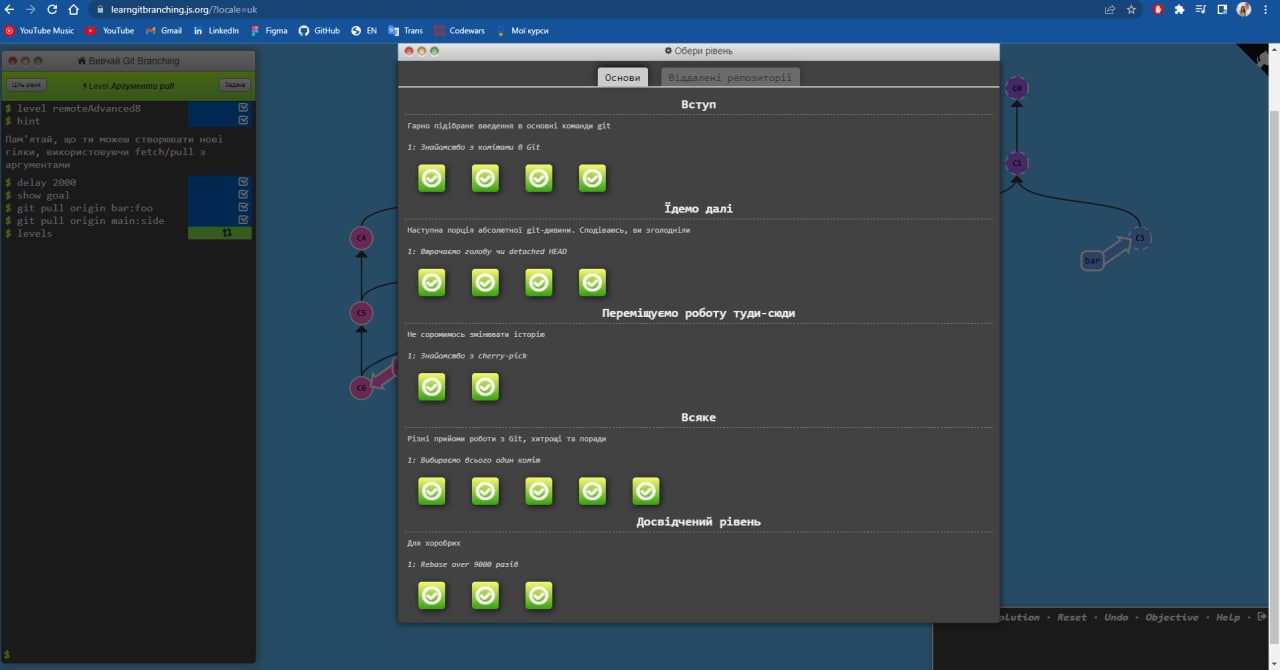 learngitbranching.js.org/?locale=uk
YouTube Music
YouTube
Gmail
LinkedIn
Figma
GitHub
EN
Trans
Codewars
Мої курси
Вивчай Git Branching
Ціль рівня
Level Аргументи pull
Задача
$ level remoteAdvanced8
$ hint
Пам'ятай, що ти можеш створювати нові
гілки, використовуючи fetch/pull з
аргументами
$ delay 2000
$ show goal
$ git pull origin bar:foo
$ git pull origin main:side
$ levels
$
Обери рівень
Основи
Віддалені репозиторії
Вступ
Гарно підібране введення в основні команди git
1: Знайомство з комітами в Git
Їдемо далі
Наступна порція абсолютної git-дивини. Сподіваюсь, ви зголодніли
1: Втрачаємо голову чи detached HEAD
Переміщуємо роботу туди-сюди
Не соромимось змінювати історію
1: Знайомство з cherry-pick
Всяке
Різні прийоми роботи з Git, хитрощі та поради
1: Вибираємо всього один коміт
Досвідчений рівень
Для хоробрих
1: Rebase over 9000 разів
C4
C5
C6
C0
C1
C3
bar
olution · Reset · Undo · Objective · Help ·